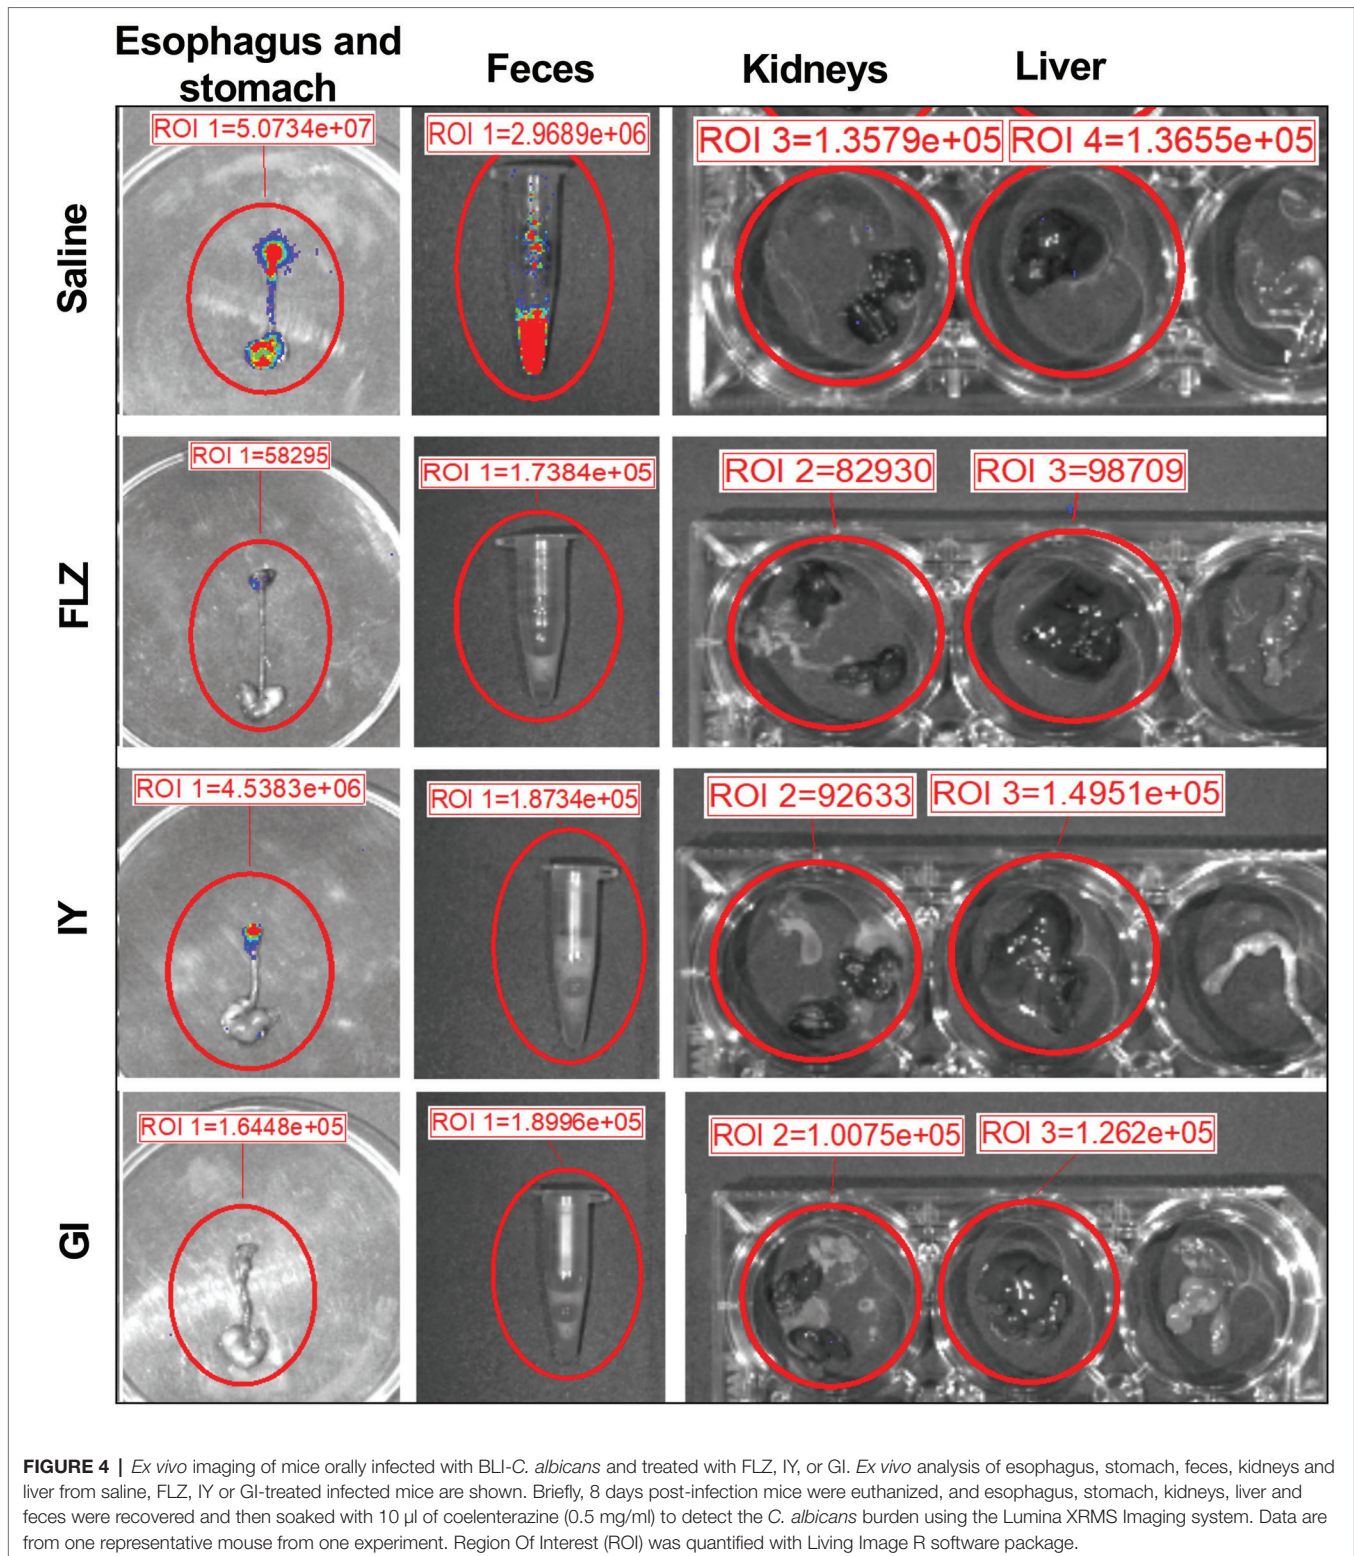 Esophagus and
stomach
Feces
Kidneys
Liver
Saline
ROI 1=5.0734e+07
ROI 1=2.9689e+06
ROI 3=1.3579e+05
ROI 4=1.3655e+05
FLZ
ROI 1=58295
ROI 1=1.7384e+05
ROI 2=82930
ROI 3=98709
IY
ROI 1=4.5383e+06
ROI 1=1.8734e+05
ROI 2=92633
ROI 3=1.4951e+05
GI
ROI 1=1.6448e+05
ROI 1=1.8996e+05
ROI 2=1.0075e+05
ROI 3=1.262e+05
FIGURE 4 | Ex vivo imaging of mice orally infected with BLI-C. albicans and treated with FLZ, IY, or GI. Ex vivo analysis of esophagus, stomach, feces, kidneys and
liver from saline, FLZ, IY or GI-treated infected mice are shown. Briefly, 8 days post-infection mice were euthanized, and esophagus, stomach, kidneys, liver and
feces were recovered and then soaked with 10 μl of coelenterazine (0.5 mg/ml) to detect the C. albicans burden using the Lumina XRMS Imaging system. Data are
from one representative mouse from one experiment. Region Of Interest (ROI) was quantified with Living Image R software package.